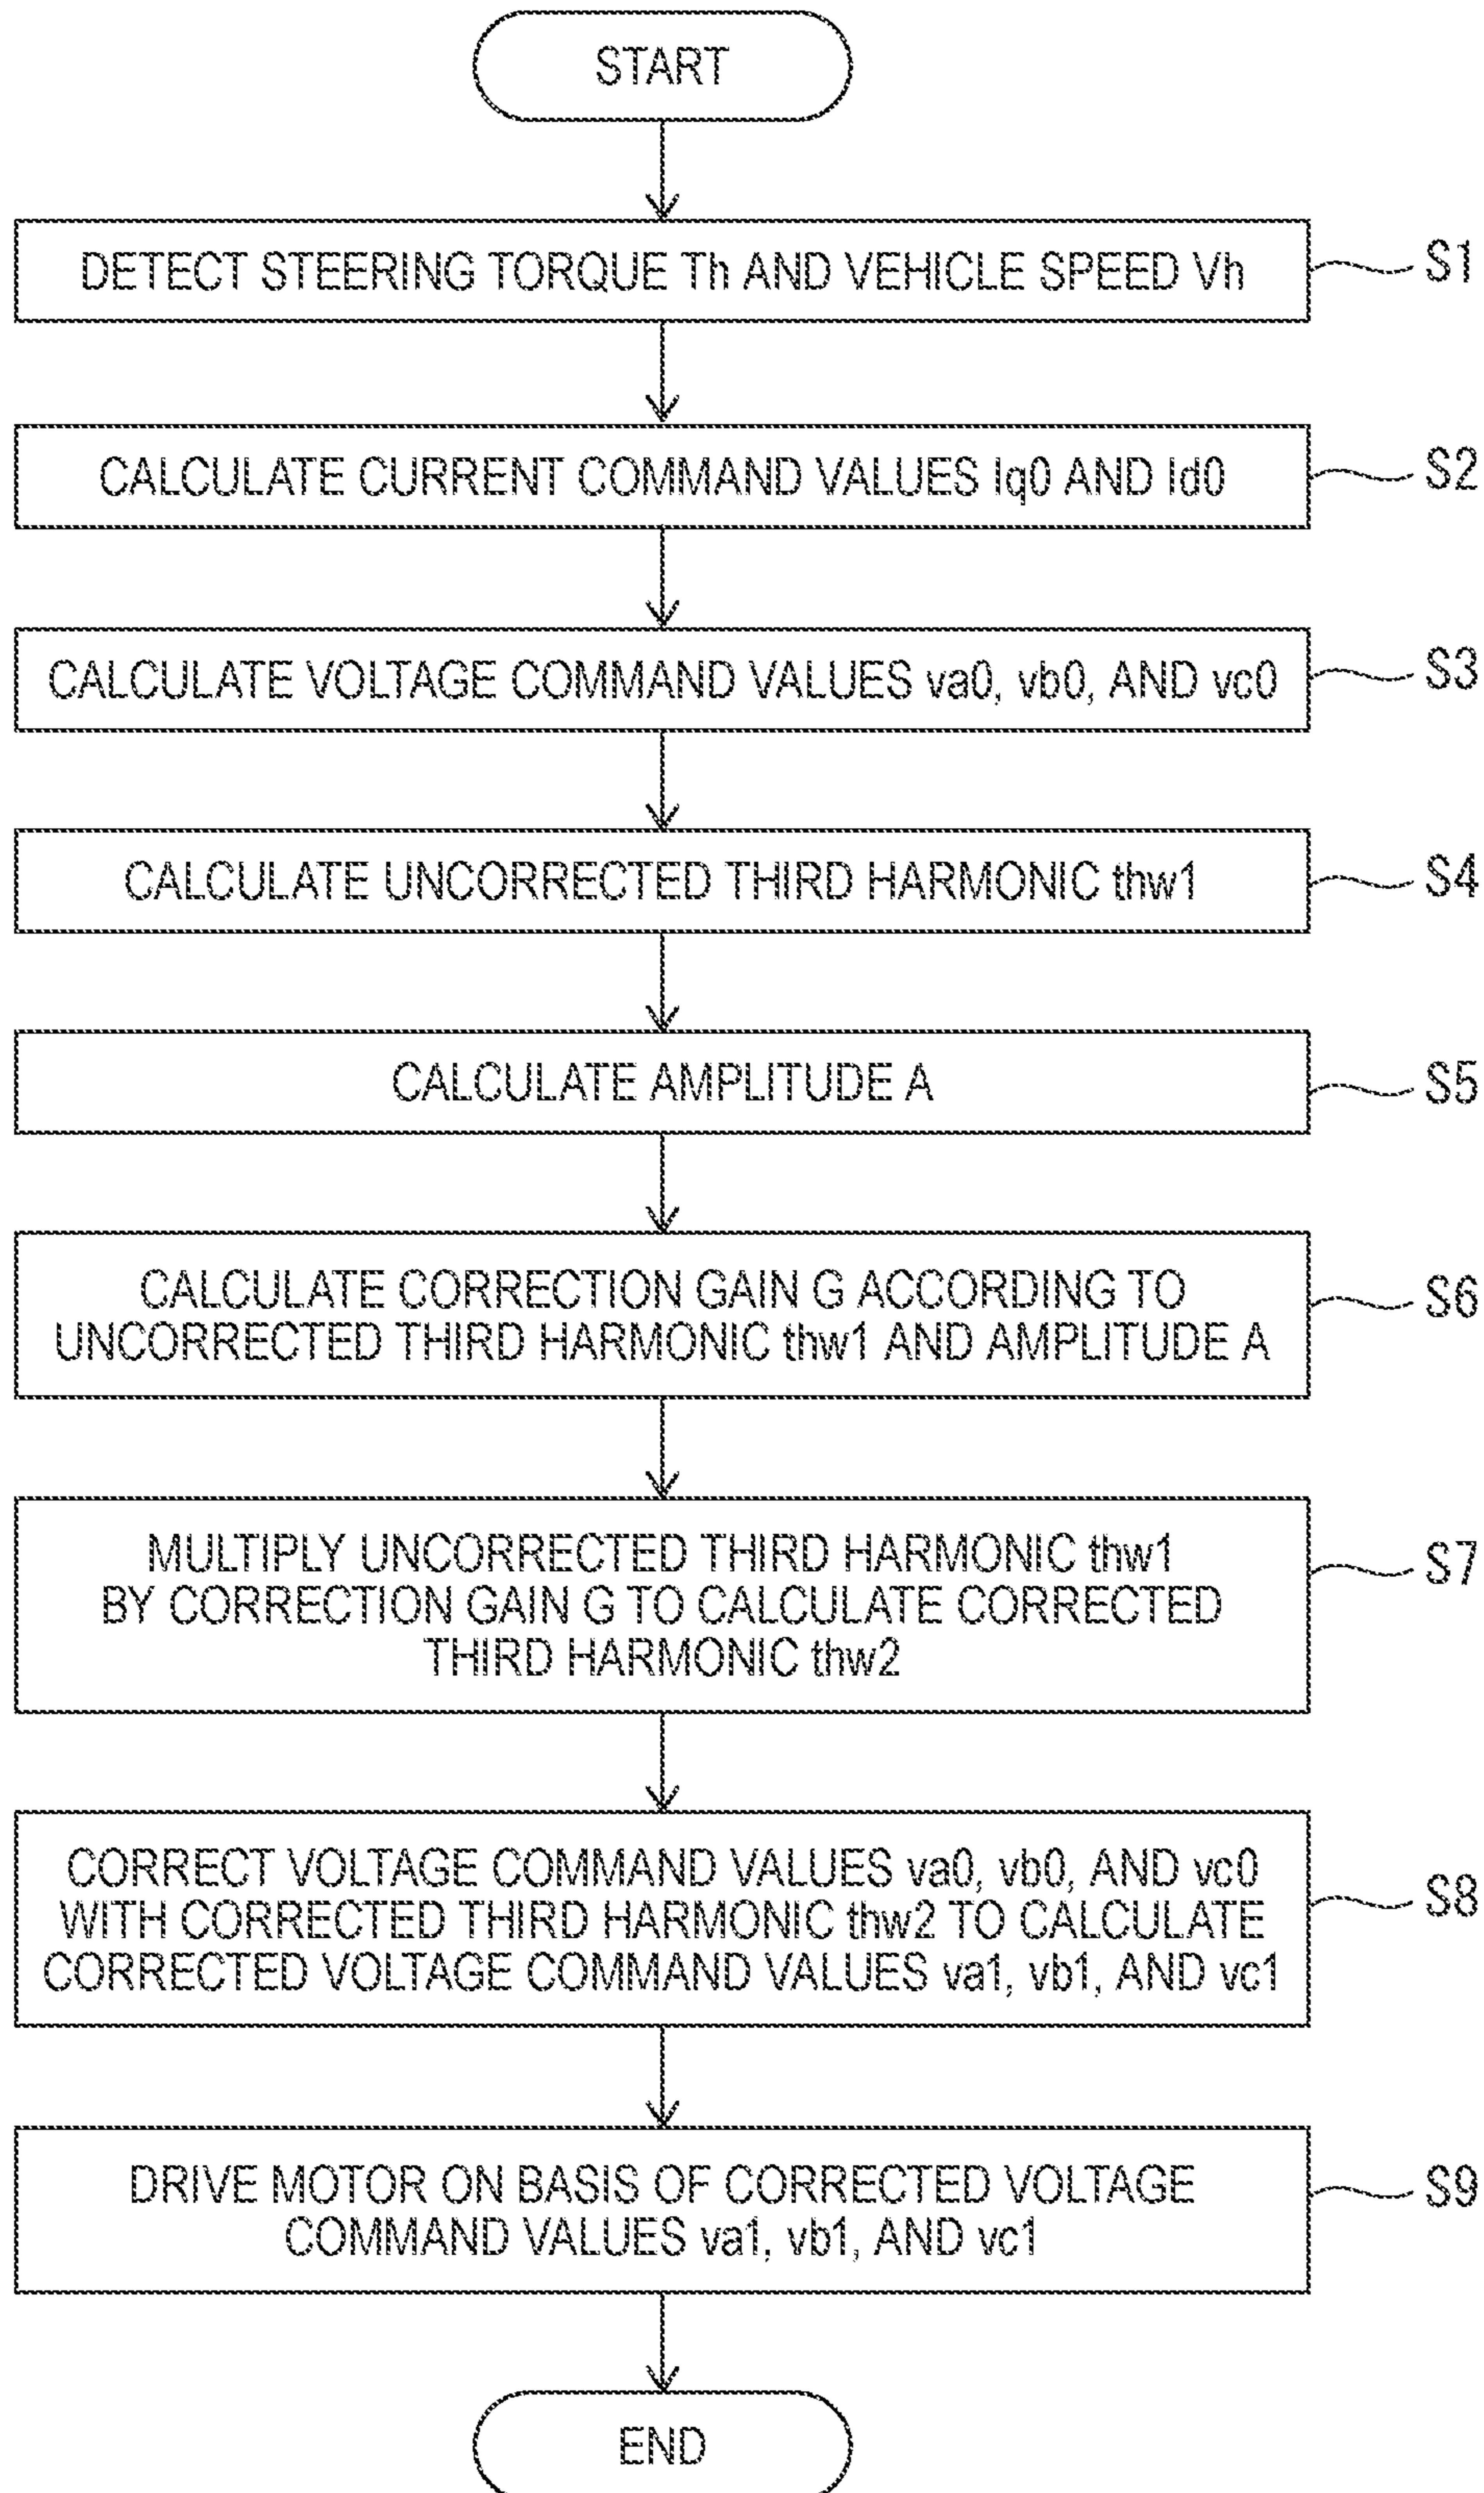 START
DETECT STEERING TORQUE Th AND VEHICLE SPEED Vh
S1
CALCULATE CURRENT COMMAND VALUES Iq0 AND Id0
S2
CALCULATE VOLTAGE COMMAND VALUES va0, vb0, AND vc0
S3
CALCULATE UNCORRECTED THIRD HARMONIC thw1
S4
CALCULATE AMPLITUDE A
S5
CALCULATE CORRECTION GAIN G ACCORDING TO
UNCORRECTED THIRD HARMONIC thw1 AND AMPLITUDE A
S6
MULTIPLY UNCORRECTED THIRD HARMONIC thw1
BY CORRECTION GAIN G TO CALCULATE CORRECTED
THIRD HARMONIC thw2
S7
CORRECT VOLTAGE COMMAND VALUES va0, vb0, AND vc0
WITH CORRECTED THIRD HARMONIC thw2 TO CALCULATE
CORRECTED VOLTAGE COMMAND VALUES va1, vb1, AND vc1
S8
DRIVE MOTOR ON BASIS OF CORRECTED VOLTAGE
COMMAND VALUES va1, vb1, AND vc1
S9
END